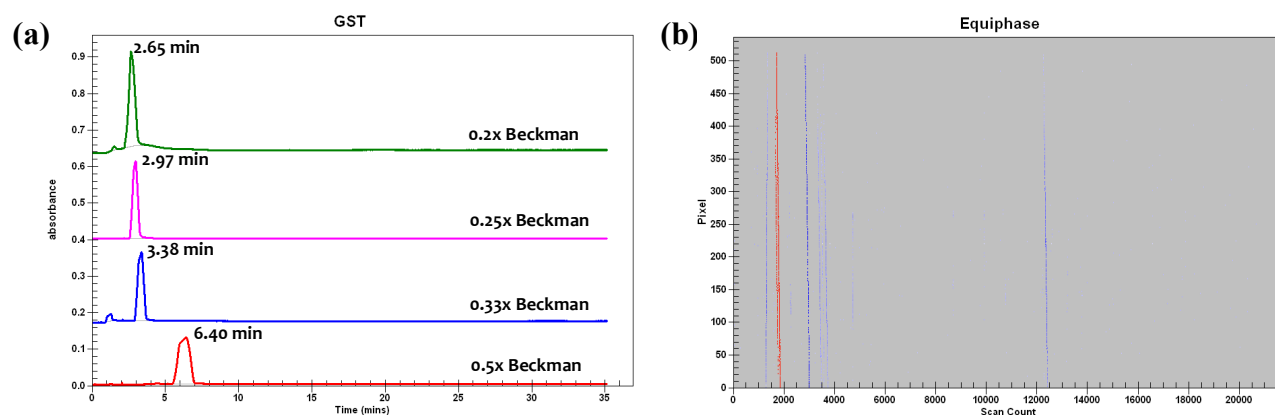 (a)
GST
absorbance
0.9
0.8
0.7
0.6
0.5
0.4
0.3
0.2
0.1
0.0
2.65 min
0.2x Beckman
2.97 min
0.25x Beckman
3.38 min
0.33x Beckman
6.40 min
0.5x Beckman
0 5 10 15 20 25 30 35
Time (mins)
(b)
Equiphase
Pixel
500
450
400
350
300
250
200
150
100
50
0
0 2000 4000 6000 8000 10000 12000 14000 16000 18000 20000
Scan Count